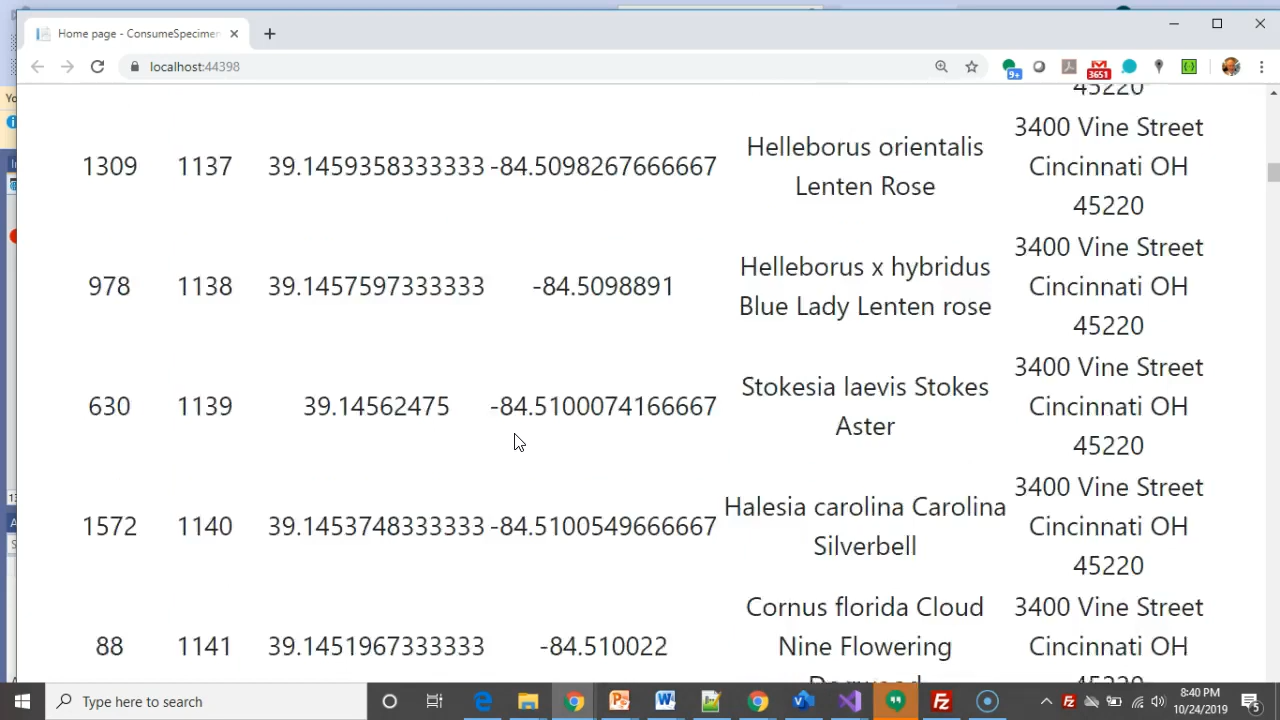 Home page - ConsumeSpecimen
localhost:44398
9+
3651
45220
1309 1137 39.1459358333333 -84.5098267666667 Helleborus orientalis Lenten Rose 3400 Vine Street Cincinnati OH 45220
978 1138 39.1457597333333 -84.5098891 Helleborus x hybridus Blue Lady Lenten rose 3400 Vine Street Cincinnati OH 45220
630 1139 39.14562475 -84.5100074166667 Stokesia laevis Stokes Aster 3400 Vine Street Cincinnati OH 45220
1572 1140 39.1453748333333 -84.5100549666667 Halesia carolina Carolina Silverbell 3400 Vine Street Cincinnati OH 45220
88 1141 39.1451967333333 -84.510022 Cornus florida Cloud Nine Flowering Dogwood 3400 Vine Street Cincinnati OH 45220
Type here to search
8:40 PM
10/24/2019
5